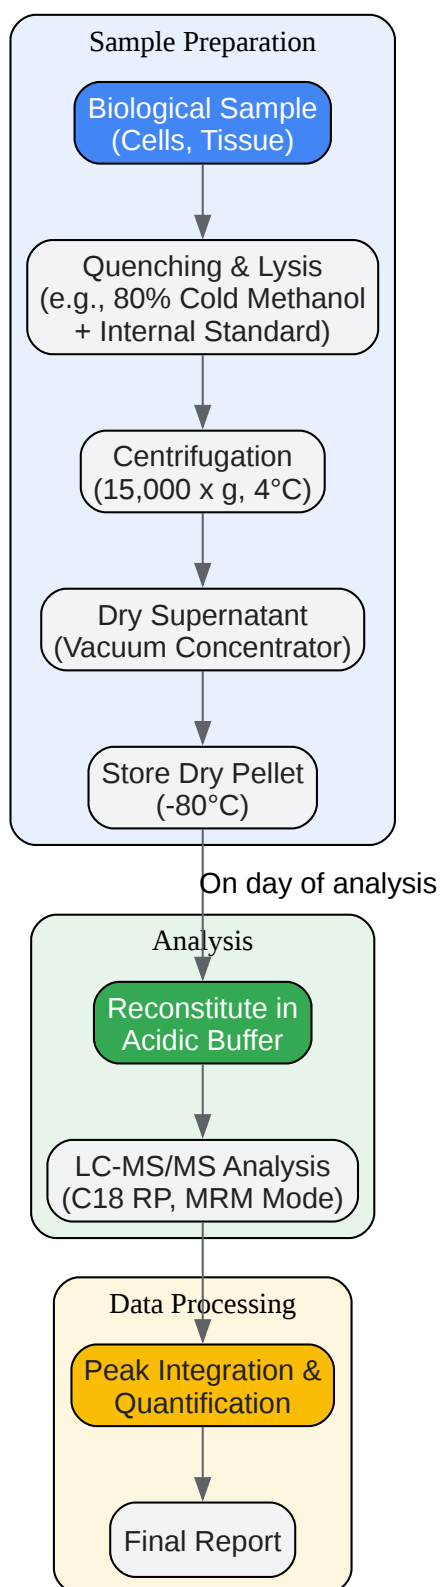 Sample Preparation
Biological Sample
(Cells, Tissue)
Quenching & Lysis
(e.g., 80% Cold Methanol
+ Internal Standard)
Centrifugation
(15,000 x g, 4°C)
Dry Supernatant
(Vacuum Concentrator)
Store Dry Pellet
(-80°C)
On day of analysis
Analysis
Reconstitute in
Acidic Buffer
LC-MS/MS Analysis
(C18 RP, MRM Mode)
Data Processing
Peak Integration &
Quantification
Final Report